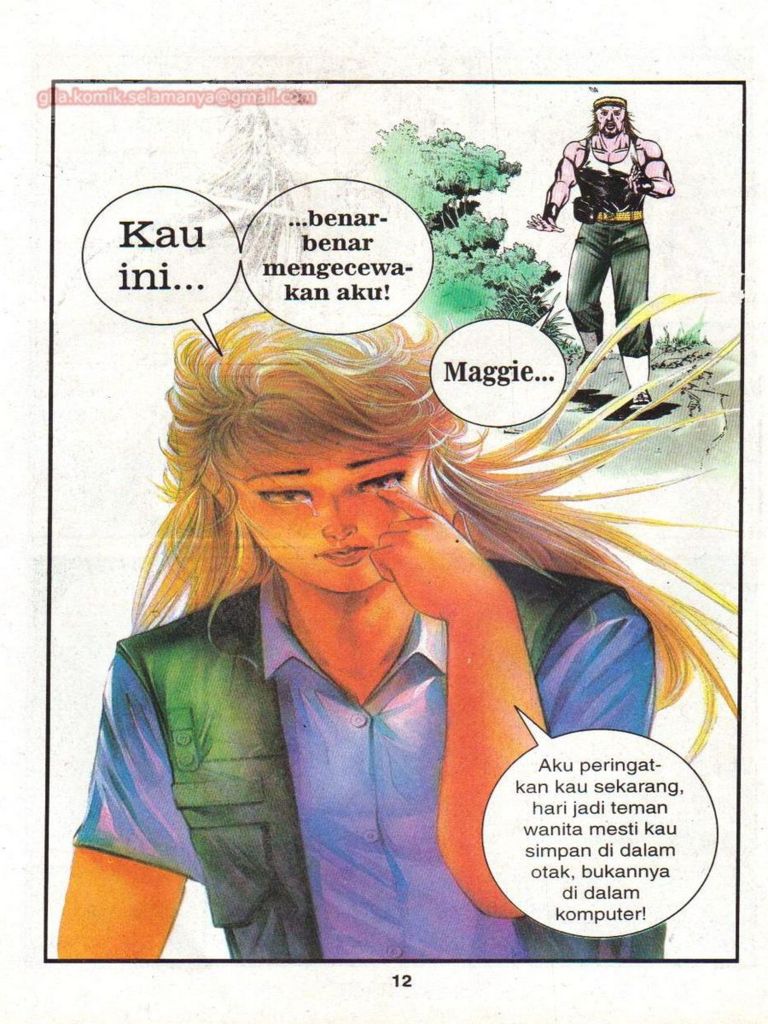 gila.komik.selamanya@gmail.com
Kau
ini...
...benar-
benar
mengecewa-
kan aku!
Maggie...
Aku peringat-
kan kau sekarang,
hari jadi teman
wanita mesti kau
simpan di dalam
otak, bukannya
di dalam
komputer!
12